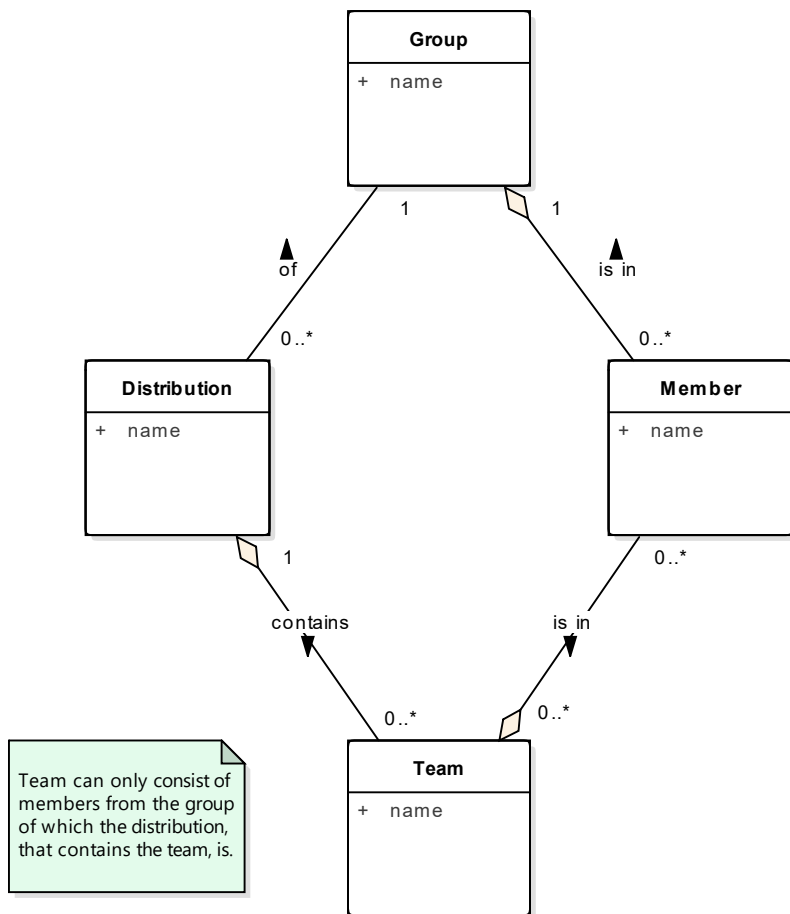 Group
+ name
1
1
of
is in
0..*
0..*
Distribution
+ name
Member
+ name
1
0..*
contains
is in
0..*
0..*
Team
+ name
Team can only consist of
members from the group
of which the distribution,
that contains the team, is.